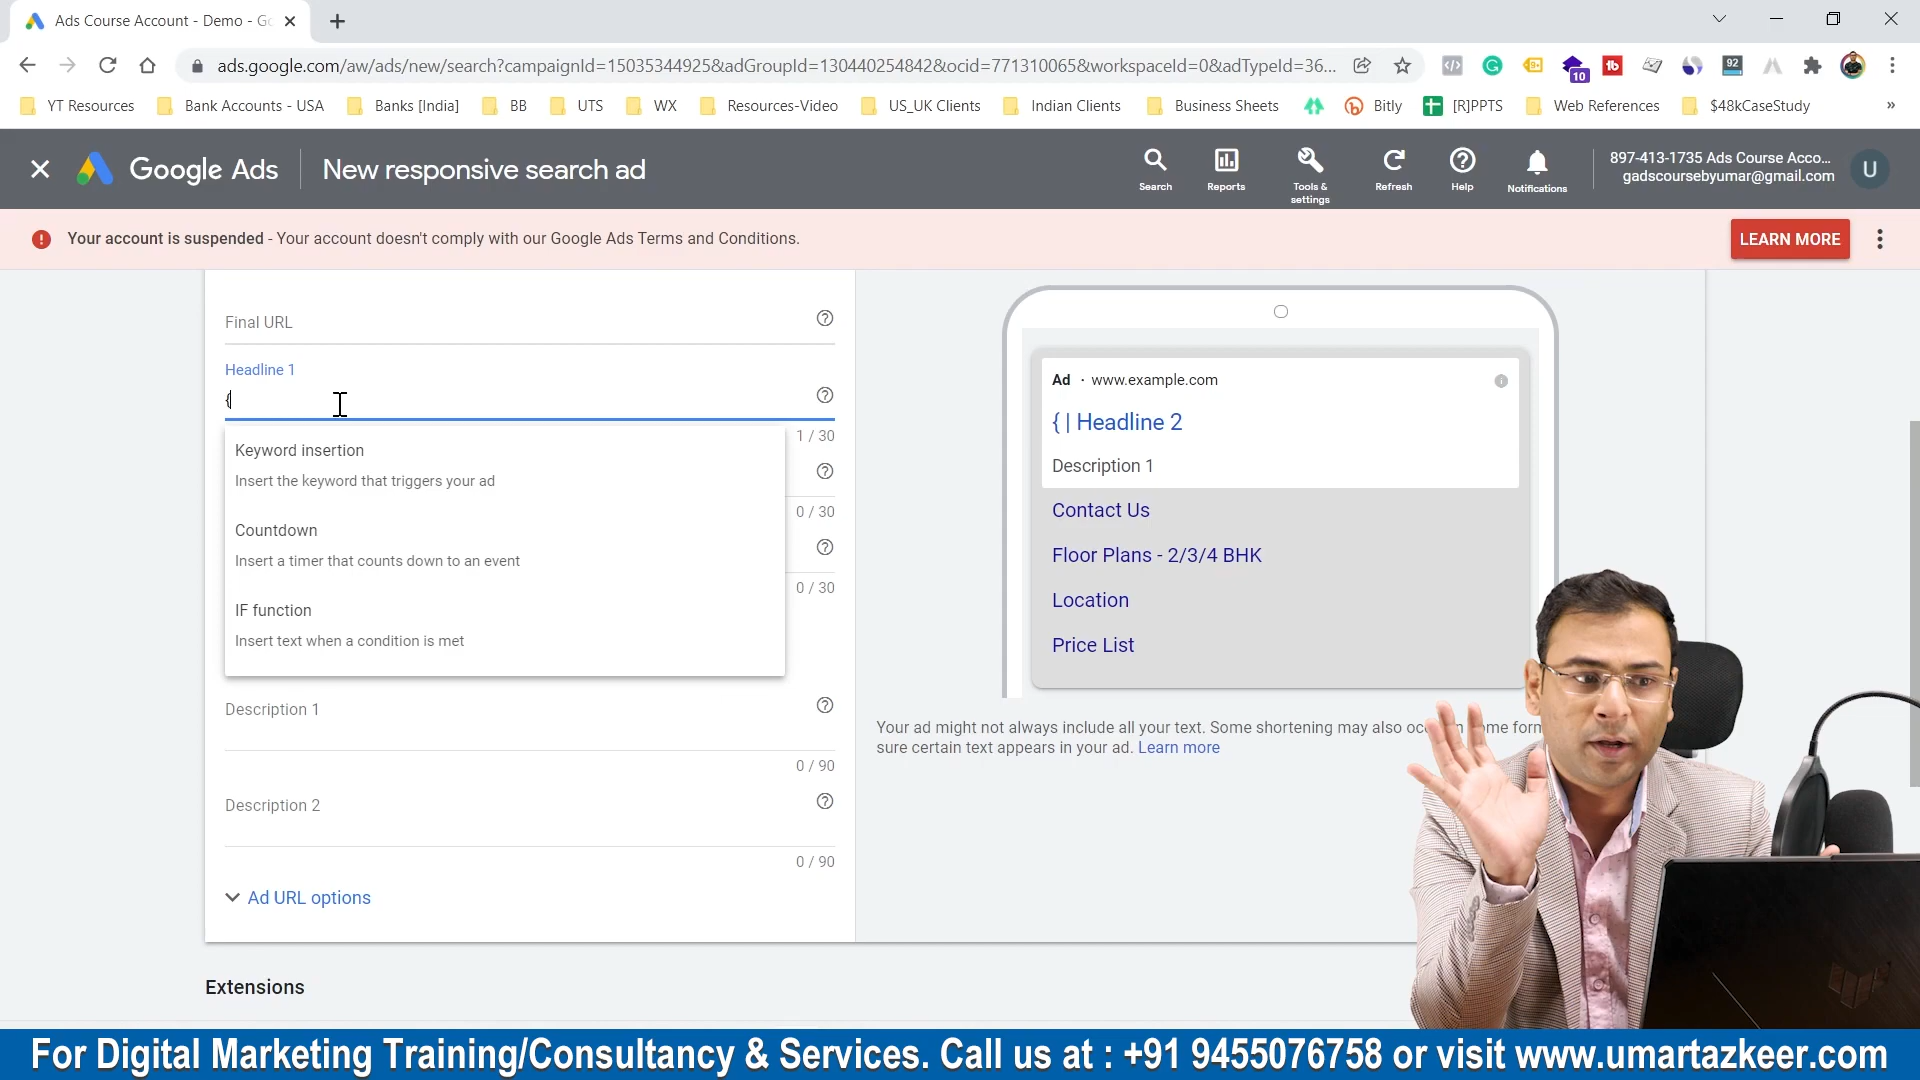 Ads Course Account - Demo - Go
ads.google.com/aw/ads/new/search?campaignId=15035344925&adGroupId=130440254842&ocid=771310065&workspaceId=0&adTypeId=36...
10
92
YT Resources
Bank Accounts - USA
Banks [India]
BB
UTS
WX
Resources-Video
US_UK Clients
Indian Clients
Business Sheets
Bitly
[R]PPTS
Web References
$48kCaseStudy
»
Google Ads
New responsive search ad
Search
Reports
Tools &
settings
Refresh
Help
Notifications
897-413-1735 Ads Course Acco...
gadscoursebyumar@gmail.com
U
Your account is suspended - Your account doesn't comply with our Google Ads Terms and Conditions.
LEARN MORE
Final URL
Headline 1
{
1 / 30
Keyword insertion
Insert the keyword that triggers your ad
0 / 30
Countdown
Insert a timer that counts down to an event
0 / 30
IF function
Insert text when a condition is met
Description 1
0 / 90
Description 2
0 / 90
Ad URL options
Extensions
Ad · www.example.com
{ | Headline 2
Description 1
Contact Us
Floor Plans - 2/3/4 BHK
Location
Price List
Your ad might not always include all your text. Some shortening may also
sure certain text appears in your ad. Learn more
For Digital Marketing Training/Consultancy & Services. Call us at : +91 9455076758 or visit www.umartazkeer.com